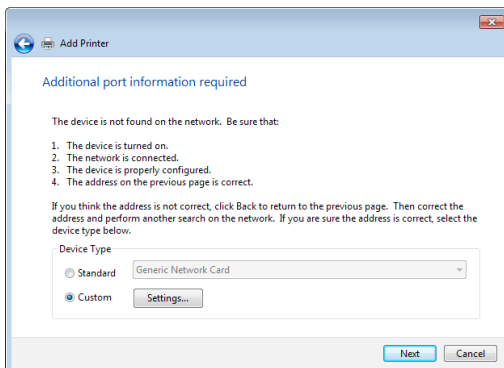 Add Printer
Additional port information required
The device is not found on the network.  Be sure that:
1.  The device is turned on.
2.  The network is connected.
3.  The device is properly configured.
4.  The address on the previous page is correct.
If you think the address is not correct, click Back to return to the previous page.  Then correct the
address and perform another search on the network.  If you are sure the address is correct, select the
device type below.
Device Type
Standard
Generic Network Card
Custom
Settings...
Next
Cancel